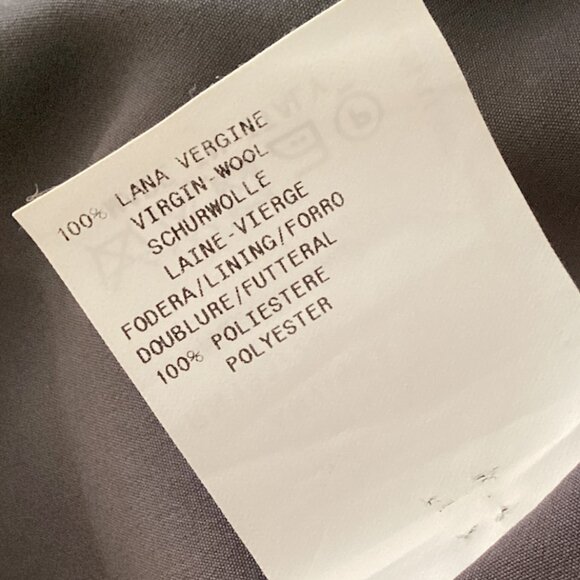 100% LANA VERGINE
VIRGIN-WOOL
SCHURWOLLE
LAINE-VIERGE
FODERA/LINING/FORRO
DOUBLURE/FUTTERAL
100% POLIESTERE
POLYESTER